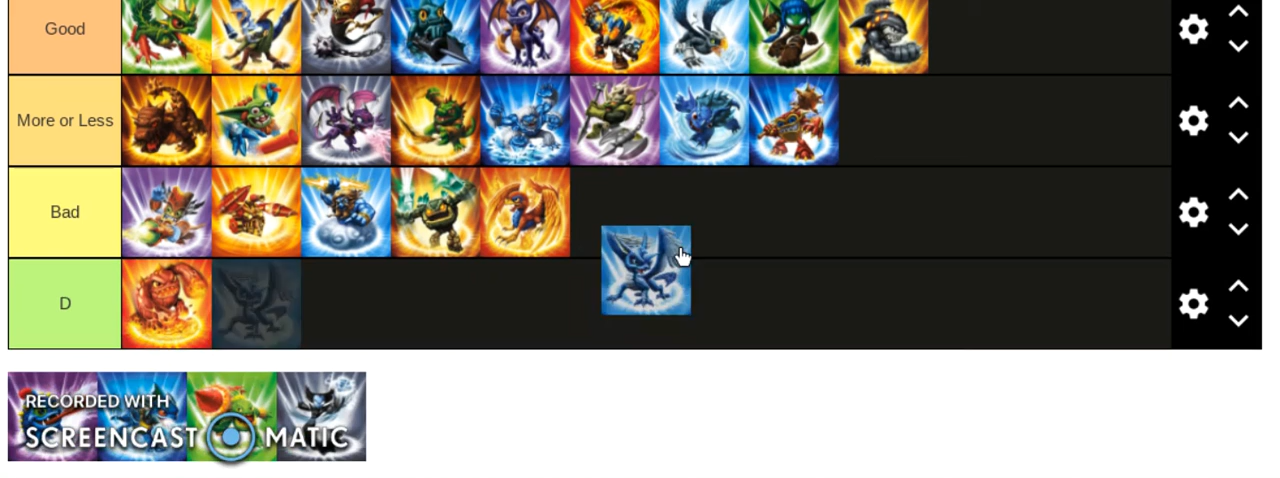 Good
More or Less
Bad
D
RECORDED WITH
SCREENCAST O MATIC